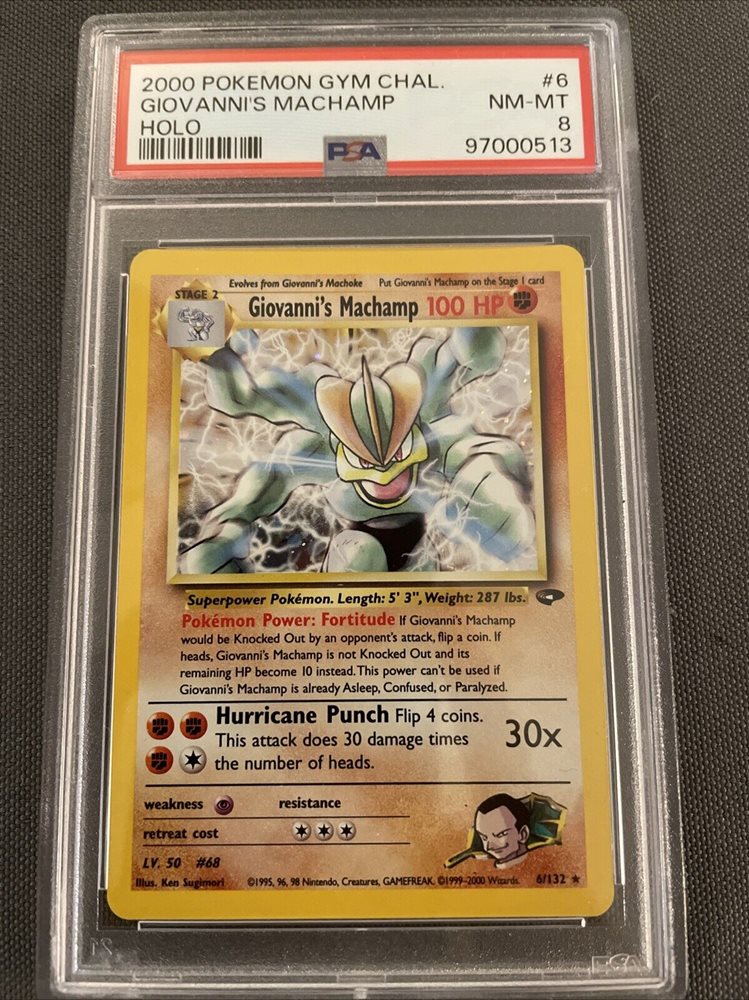 2000 POKEMON GYM CHAL. #6
GIOVANNI'S MACHAMP NM-MT
HOLO 8
PSA 97000513
Evolves from Giovanni's Machoke Put Giovanni's Machamp on the Stage 1 card
STAGE 2
Giovanni's Machamp 100 HP
Superpower Pokémon. Length: 5' 3", Weight: 287 lbs.
Pokémon Power: Fortitude If Giovanni's Machamp
would be Knocked Out by an opponent's attack, flip a coin. If
heads, Giovanni's Machamp is not Knocked Out and its
remaining HP become 10 instead. This power can't be used if
Giovanni's Machamp is already Asleep, Confused, or Paralyzed.
Hurricane Punch Flip 4 coins.
This attack does 30 damage times
the number of heads.
30x
weakness resistance
retreat cost
LV. 50 #68
Illus. Ken Sugimori ©1995, 96, 98 Nintendo, Creatures, GAMEFREAK. ©1999-2000 Wizards. 6/132 ★
PSA